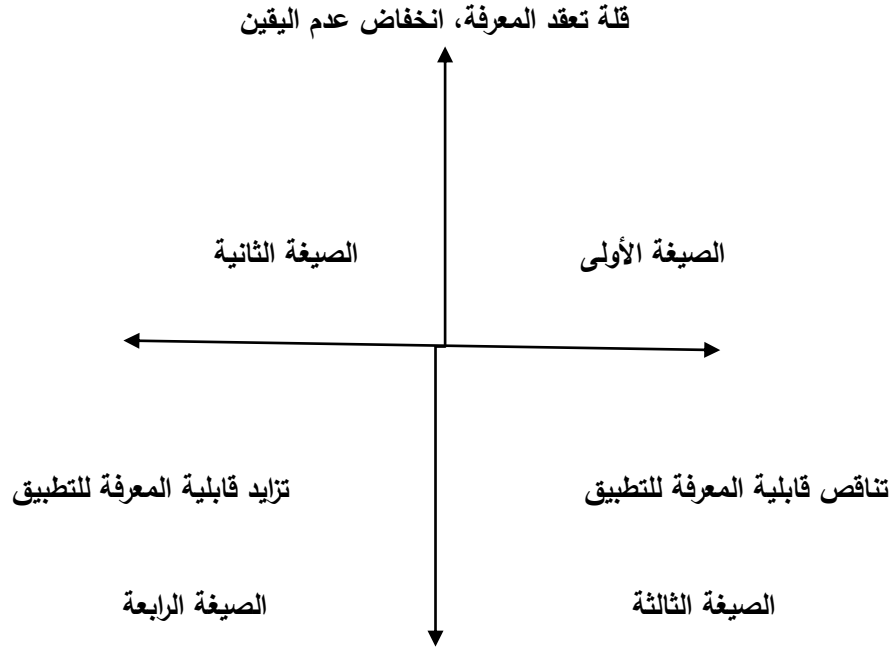 قلة تعقد المعرفة، انخفاض عدم اليقين
الصيغة الأولى
الصيغة الثانية
تناقص قابلية المعرفة للتطبيق
تزايد قابلية المعرفة للتطبيق
الصيغة الثالثة
الصيغة الرابعة